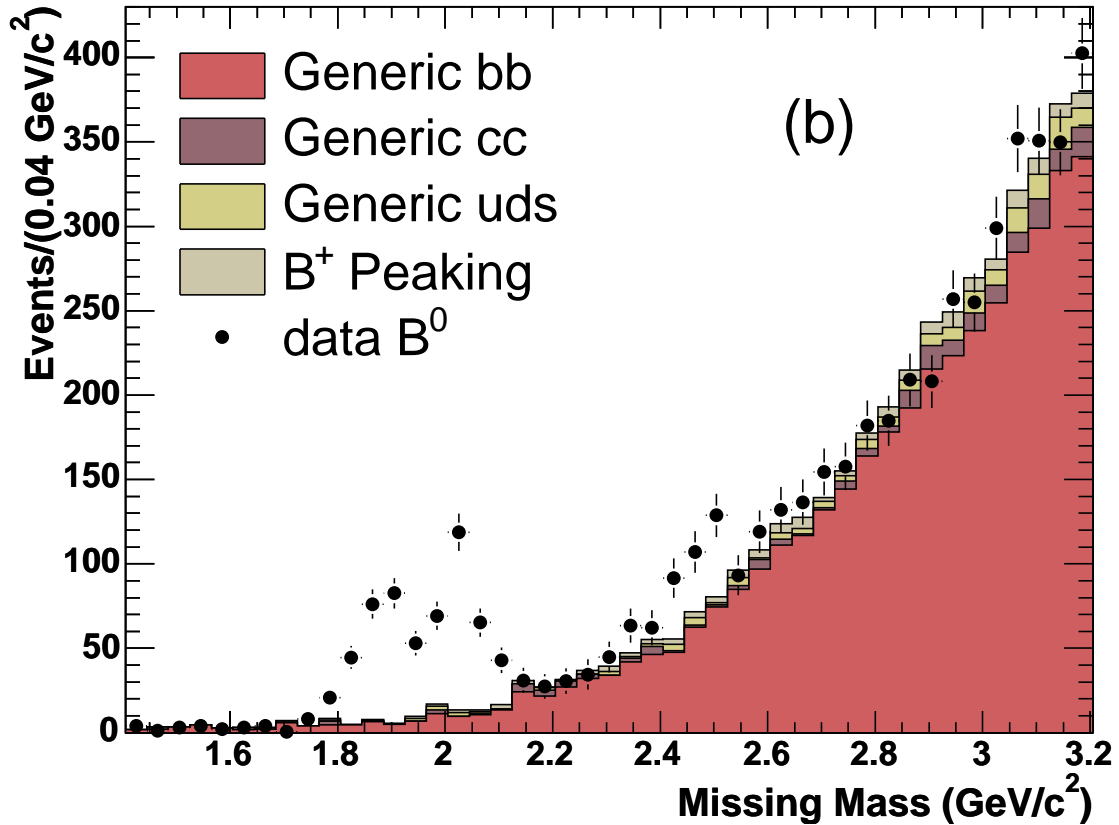 Events/(0.04 GeV/c²)
400
350
300
250
200
150
100
50
0
Generic bb
Generic cc
Generic uds
B⁺ Peaking
data B⁰
(b)
1.6 1.8 2 2.2 2.4 2.6 2.8 3 3.2
Missing Mass (GeV/c²)